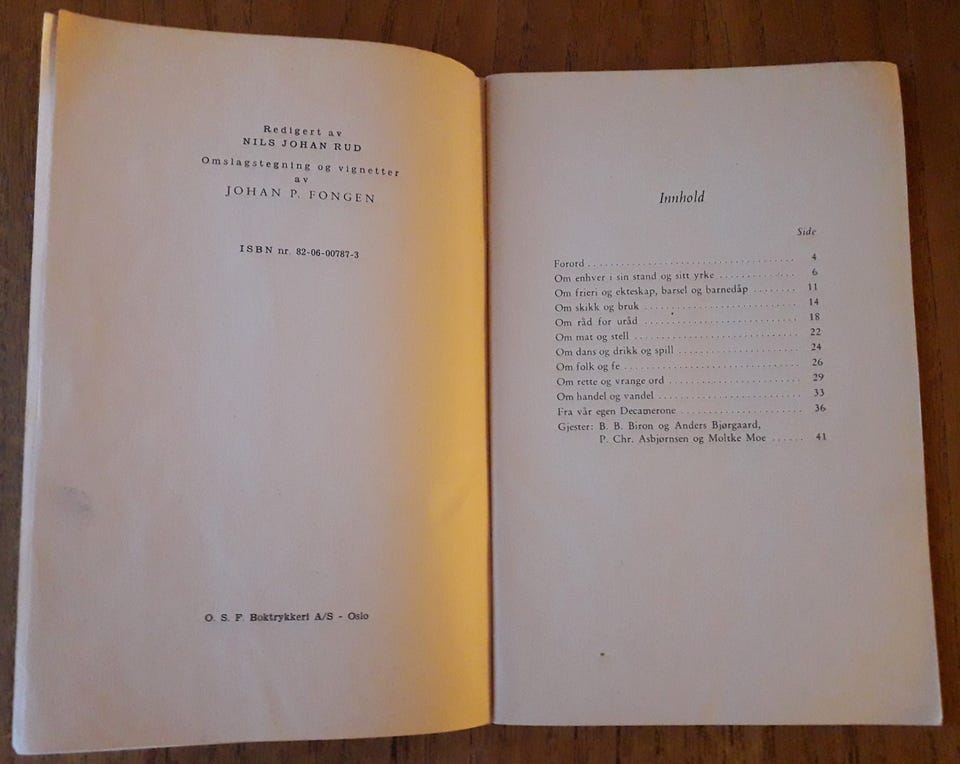 Redigert av
NILS JOHAN RUD
Omslagstegning og vignetter
av
JOHAN P. FONGEN
ISBN nr. 82-06-00787-3
O. S. F. Boktrykkeri A/S - Oslo
Innhold
Side
Forord . . . . . . . . . . . . . . . . . . . . . . . . . . . . . . 4
Om enhver i sin stand og sitt yrke . . . . . . . . . . . 6
Om frieri og ekteskap, barsel og barnedåp . . . . . . . . 11
Om skikk og bruk . . . . . . . . . . . . . . . . . . . . . . 14
Om råd for uråd . . . . . . . . . . . . . . . . . . . . . . 18
Om mat og stell . . . . . . . . . . . . . . . . . . . . . . . 22
Om dans og drikk og spill . . . . . . . . . . . . . . . . . 24
Om folk og fe . . . . . . . . . . . . . . . . . . . . . . . . 26
Om rette og vrange ord . . . . . . . . . . . . . . . . . . 29
Om handel og vandel . . . . . . . . . . . . . . . . . . . . 33
Fra vår egen Decamerone . . . . . . . . . . . . . . . . . 36
Gjester: B. B. Biron og Anders Bjørgaard,
P. Chr. Asbjørnsen og Moltke Moe . . . . . . 41